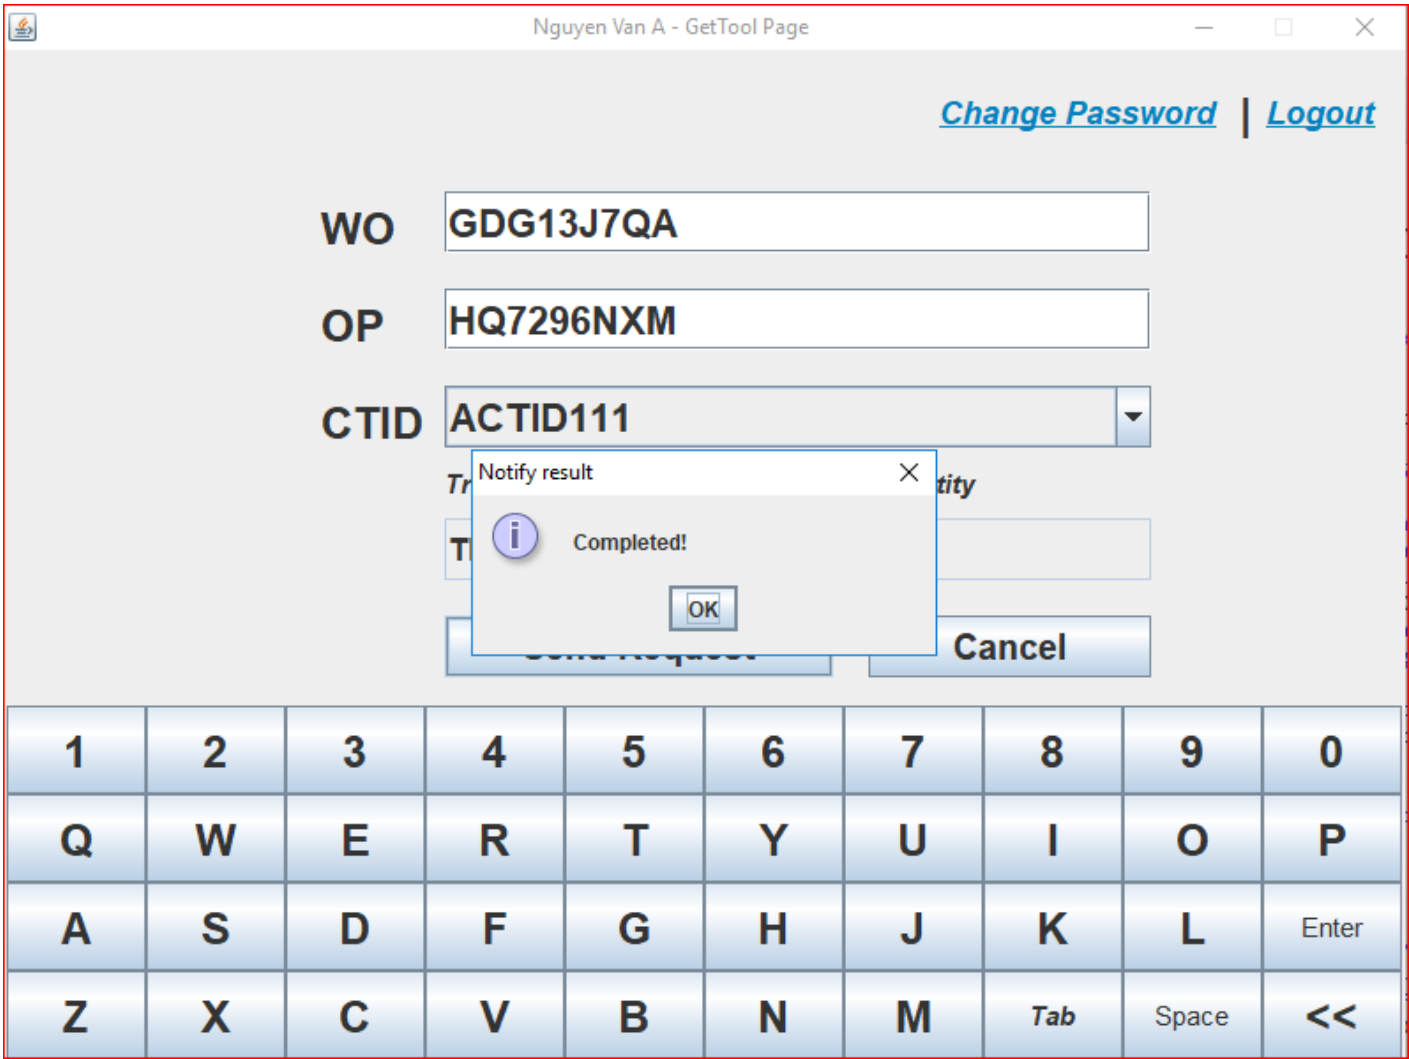 Nguyen Van A - GetTool Page
Change Password | Logout
WO GDG13J7QA
OP HQ7296NXM
CTID ACTID111
Notify result
Completed!
OK
Cancel
1 2 3 4 5 6 7 8 9 0
Q W E R T Y U I O P
A S D F G H J K L Enter
Z X C V B N M Tab Space <<